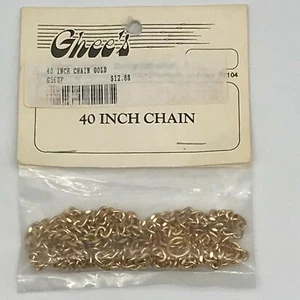 Ghee's
40 INCH CHAIN GOLD
$12.88
104
40 INCH CHAIN